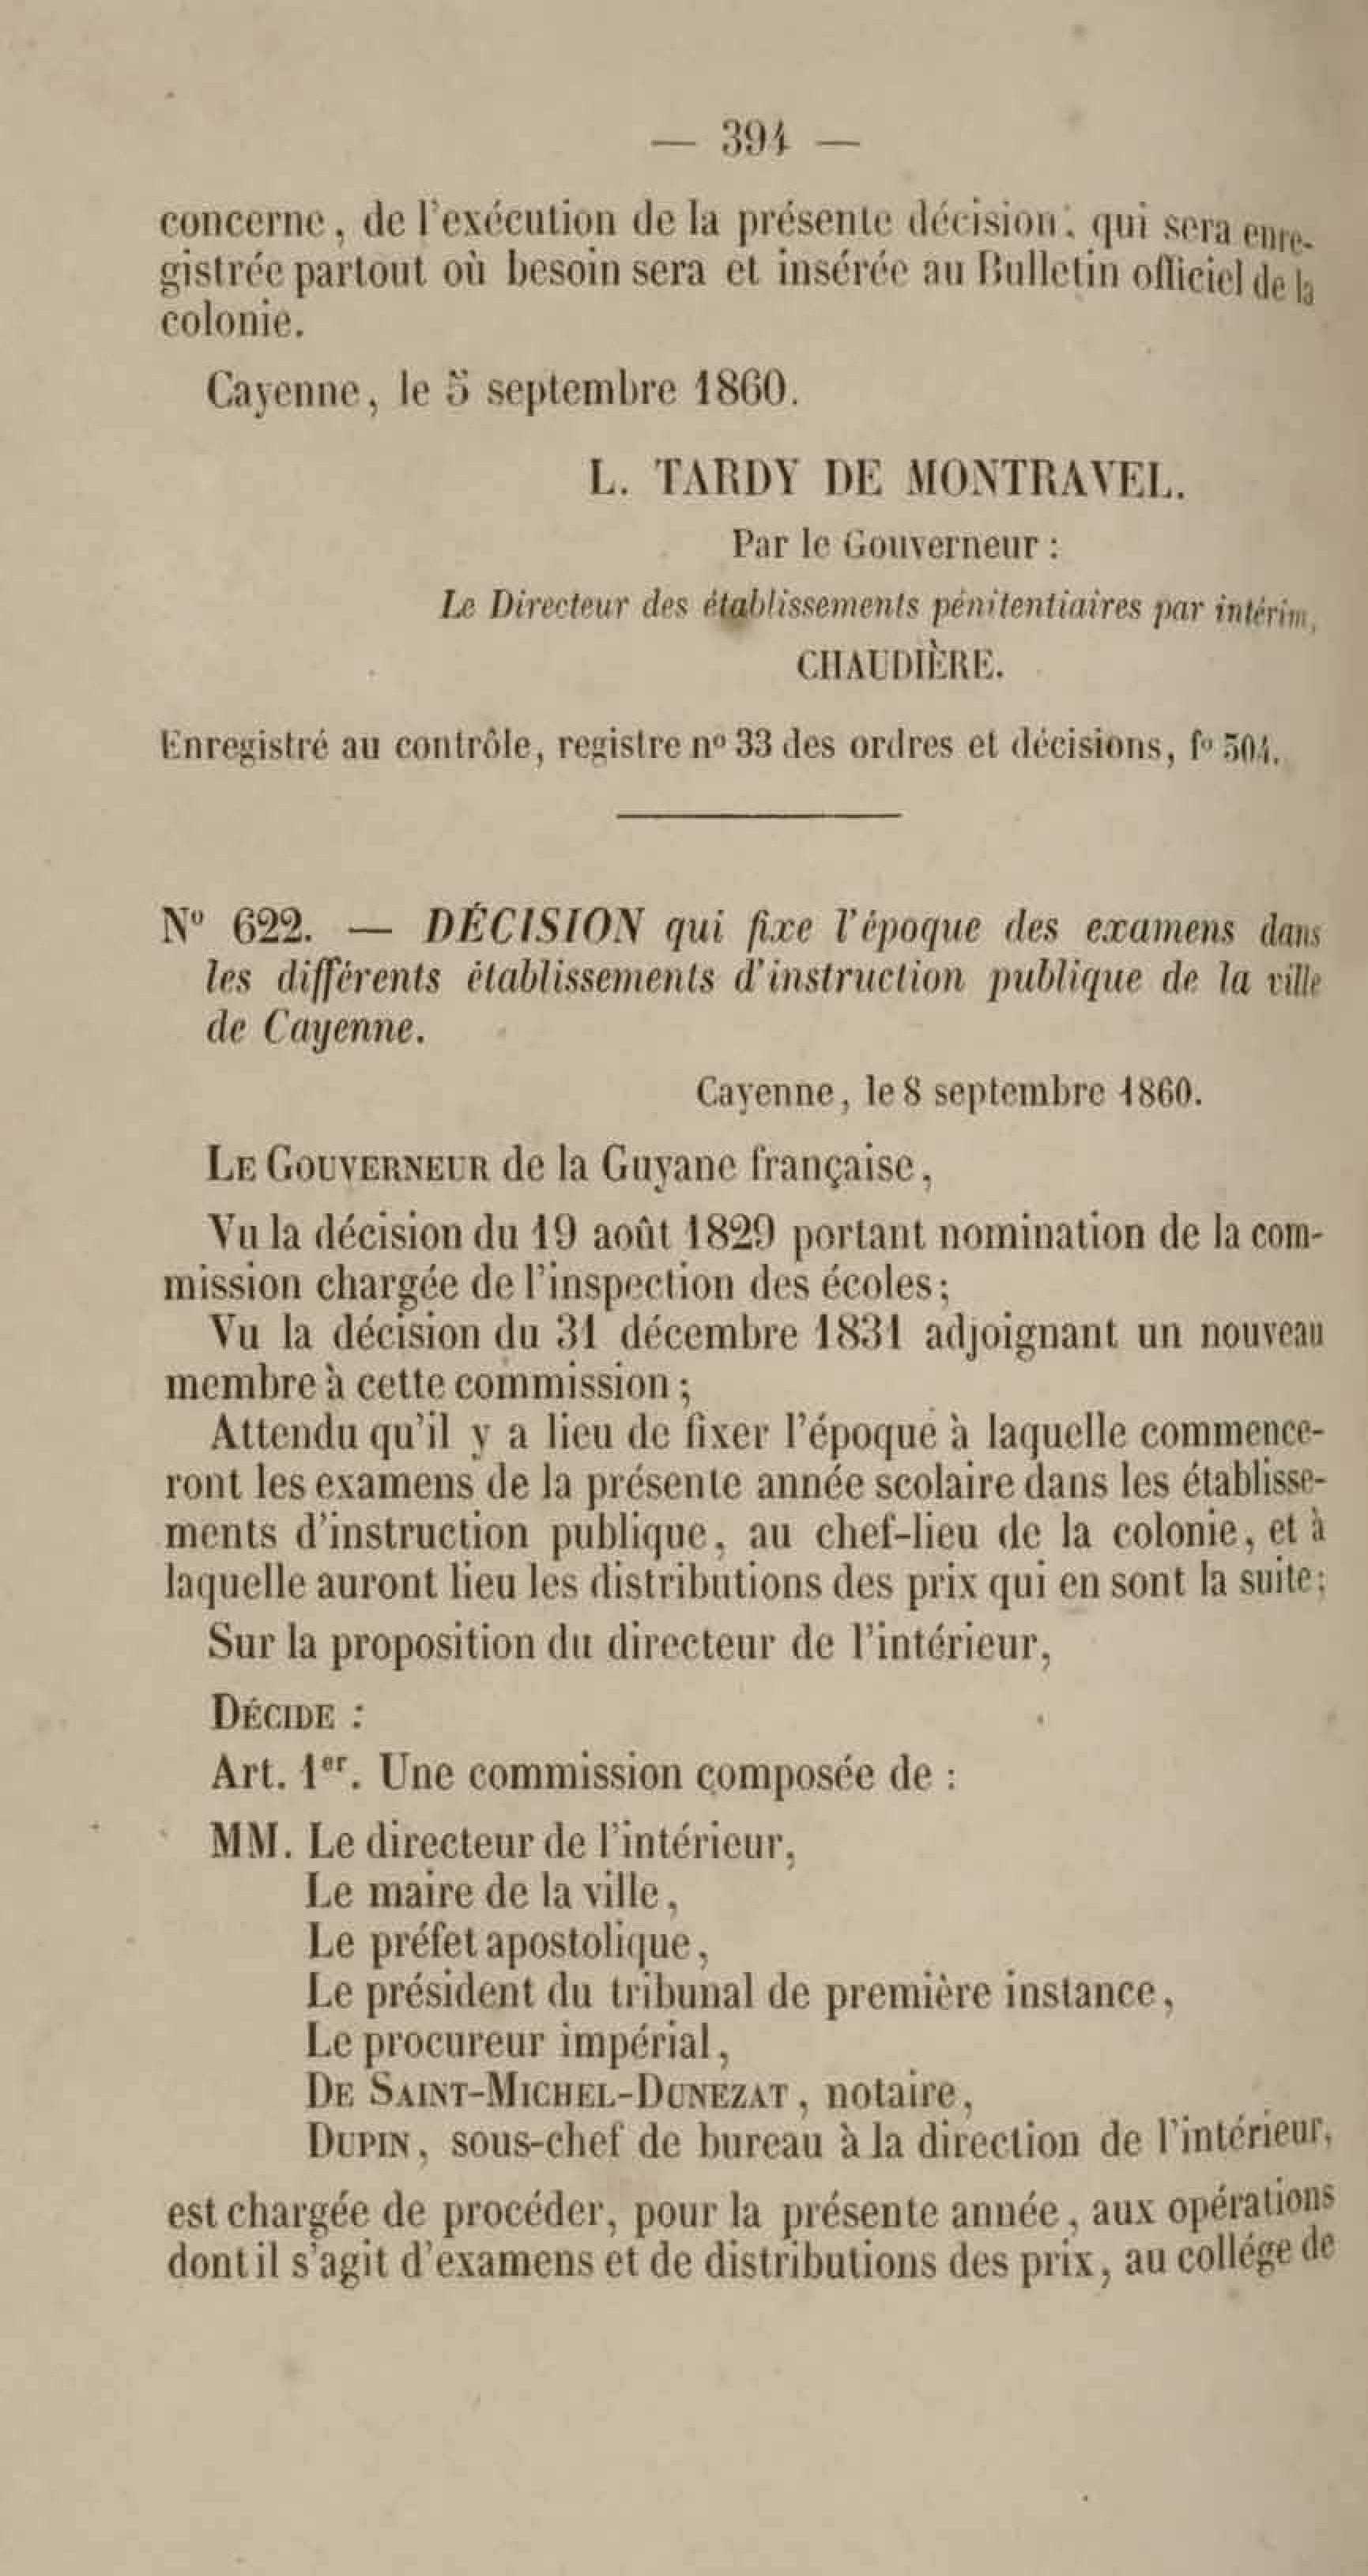 — 394 —
concerne, de l'exécution de la présente décision, qui sera enre-
gistrée partout où besoin sera et insérée au Bulletin officiel de la
colonie.
Cayenne, le 5 septembre 1860.
L. TARDY DE MONTRAVEL.
Par le Gouverneur :
Le Directeur des établissements pénitentiaires par intérim,
CHAUDIÈRE.
Enregistré au contrôle, registre nº 33 des ordres et décisions, fº 504.
Nº 622. — DÉCISION qui fixe l'époque des examens dans
les différents établissements d'instruction publique de la ville
de Cayenne.
Cayenne, le 8 septembre 1860.
LE GOUVERNEUR de la Guyane française,
Vu la décision du 19 août 1829 portant nomination de la com-
mission chargée de l'inspection des écoles;
Vu la décision du 31 décembre 1831 adjoignant un nouveau
membre à cette commission;
Attendu qu'il y a lieu de fixer l'époque à laquelle commence-
ront les examens de la présente année scolaire dans les établisse-
ments d'instruction publique, au chef-lieu de la colonie, et à
laquelle auront lieu les distributions des prix qui en sont la suite;
Sur la proposition du directeur de l'intérieur,
DÉCIDE :
Art. 1er. Une commission composée de :
MM. Le directeur de l'intérieur,
Le maire de la ville,
Le préfet apostolique,
Le président du tribunal de première instance,
Le procureur impérial,
DE SAINT-MICHEL-DUNEZAT, notaire,
DUPIN, sous-chef de bureau à la direction de l'intérieur,
est chargée de procéder, pour la présente année, aux opérations
dont il s'agit d'examens et de distributions des prix, au collége de